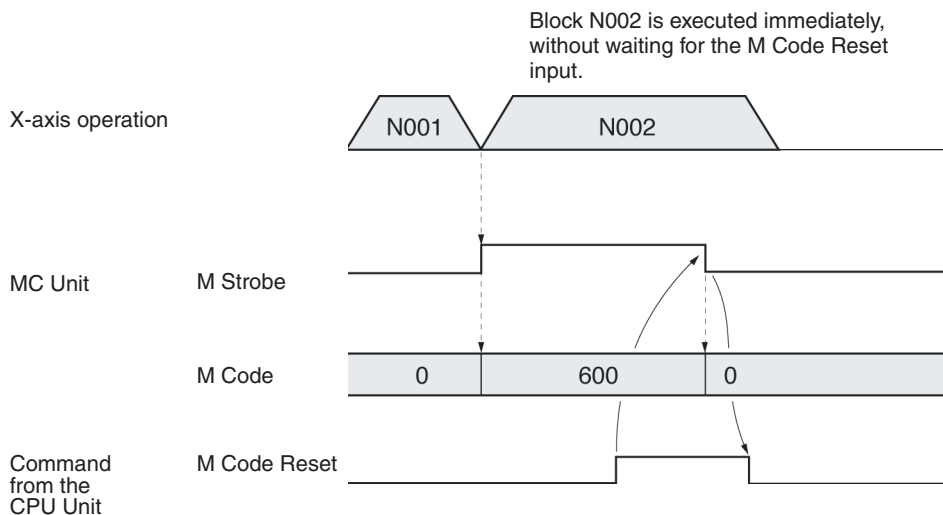 Block N002 is executed immediately,
without waiting for the M Code Reset
input.
X-axis operation
N001
N002
MC Unit
M Strobe
M Code
0
600
0
Command
from the
CPU Unit
M Code Reset